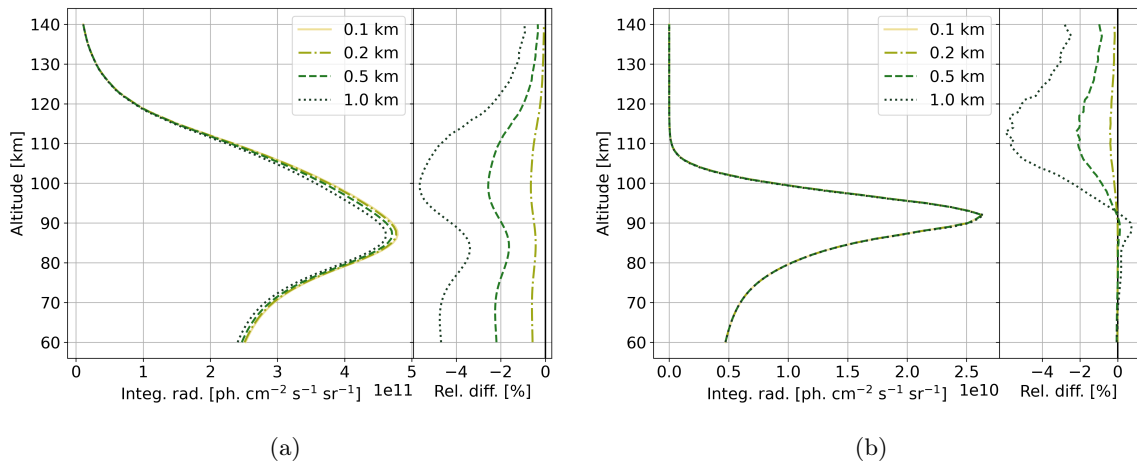 140
130
120
110
100
90
80
70
60
Altitude [km]
0.1 km
0.2 km
0.5 km
1.0 km
0 1 2 3 4 5
1e11
Integ. rad. [ph. cm⁻² s⁻¹ sr⁻¹]
−4 −2 0
Rel. diff. [%]
(a)
140
130
120
110
100
90
80
70
60
Altitude [km]
0.1 km
0.2 km
0.5 km
1.0 km
0.0 0.5 1.0 1.5 2.0 2.5
1e10
Integ. rad. [ph. cm⁻² s⁻¹ sr⁻¹]
−4 −2 0
Rel. diff. [%]
(b)